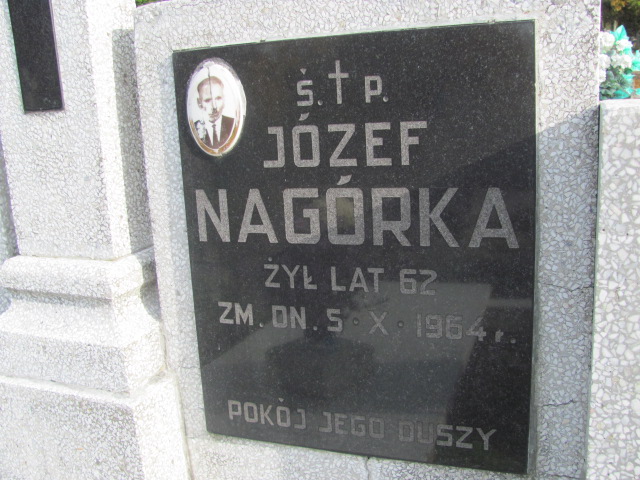 Ś. † P.
JÓZEF
NAGÓRKA
ŻYŁ LAT 62
ZM. DN. 5 · X · 1964 r.
POKÓJ JEGO DUSZY